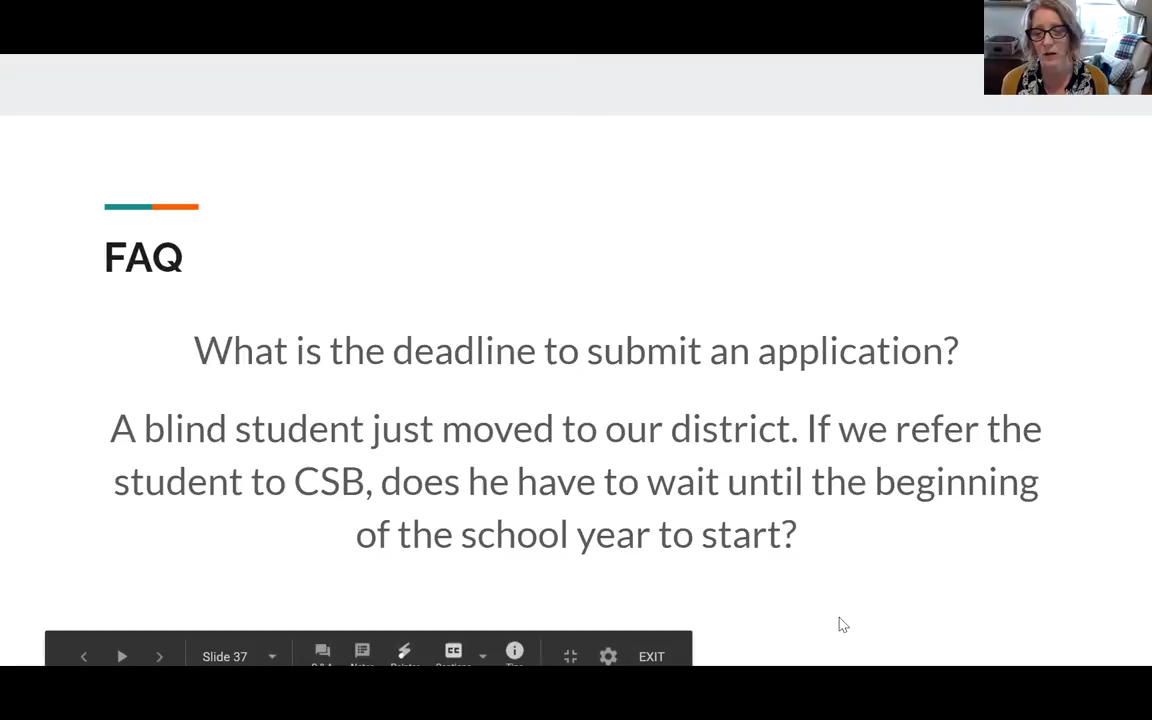 FAQ
What is the deadline to submit an application?
A blind student just moved to our district. If we refer the
student to CSB, does he have to wait until the beginning
of the school year to start?
Slide 37
EXIT